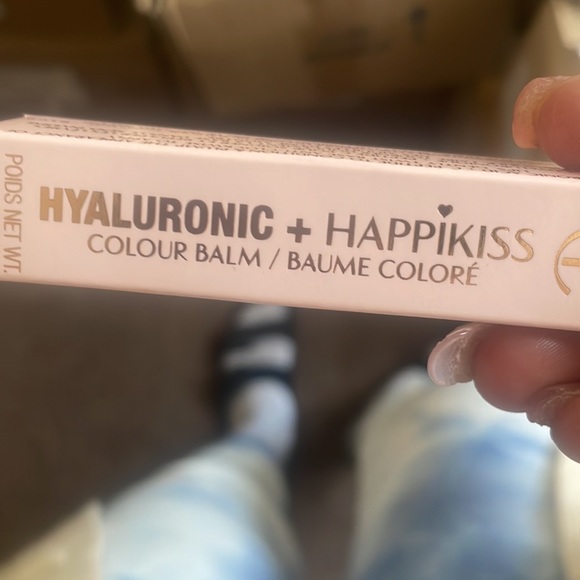 POIDS NET WT.
HYALURONIC + HAPPIKISS
COLOUR BALM / BAUME COLORÉ